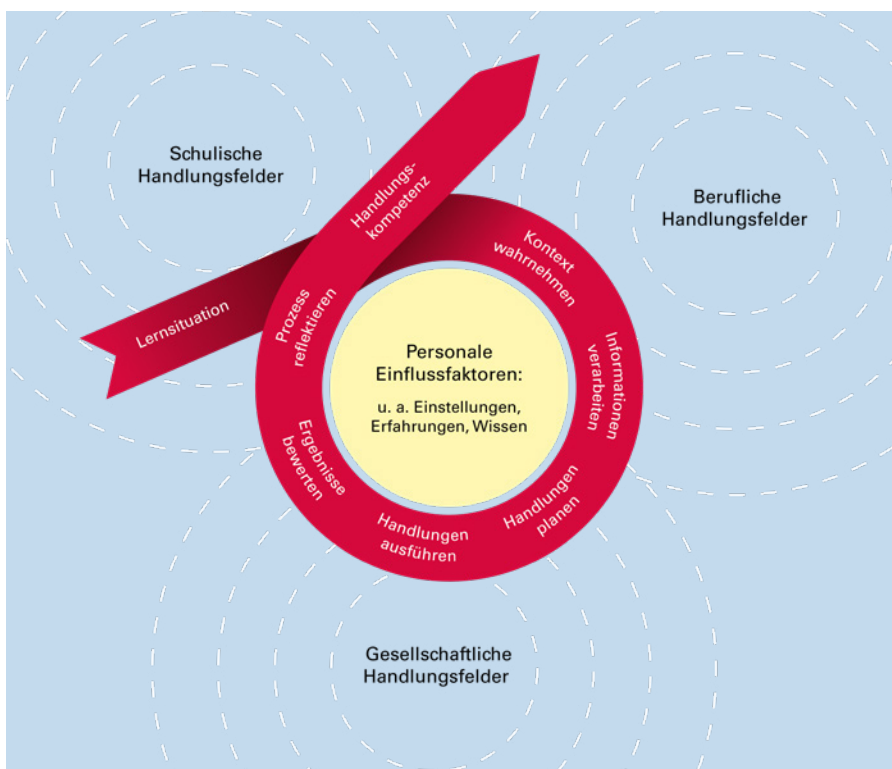 Schulische
Handlungsfelder
Berufliche
Handlungsfelder
Lernsituation
Kontext
wahrnehmen
Informationen
verarbeiten
Handlungen
planen
Handlungen
ausführen
Ergebnisse
bewerten
Prozess
reflektieren
Handlungs-
kompetenz
Personale
Einflussfaktoren:
u. a. Einstellungen,
Erfahrungen, Wissen
Gesellschaftliche
Handlungsfelder